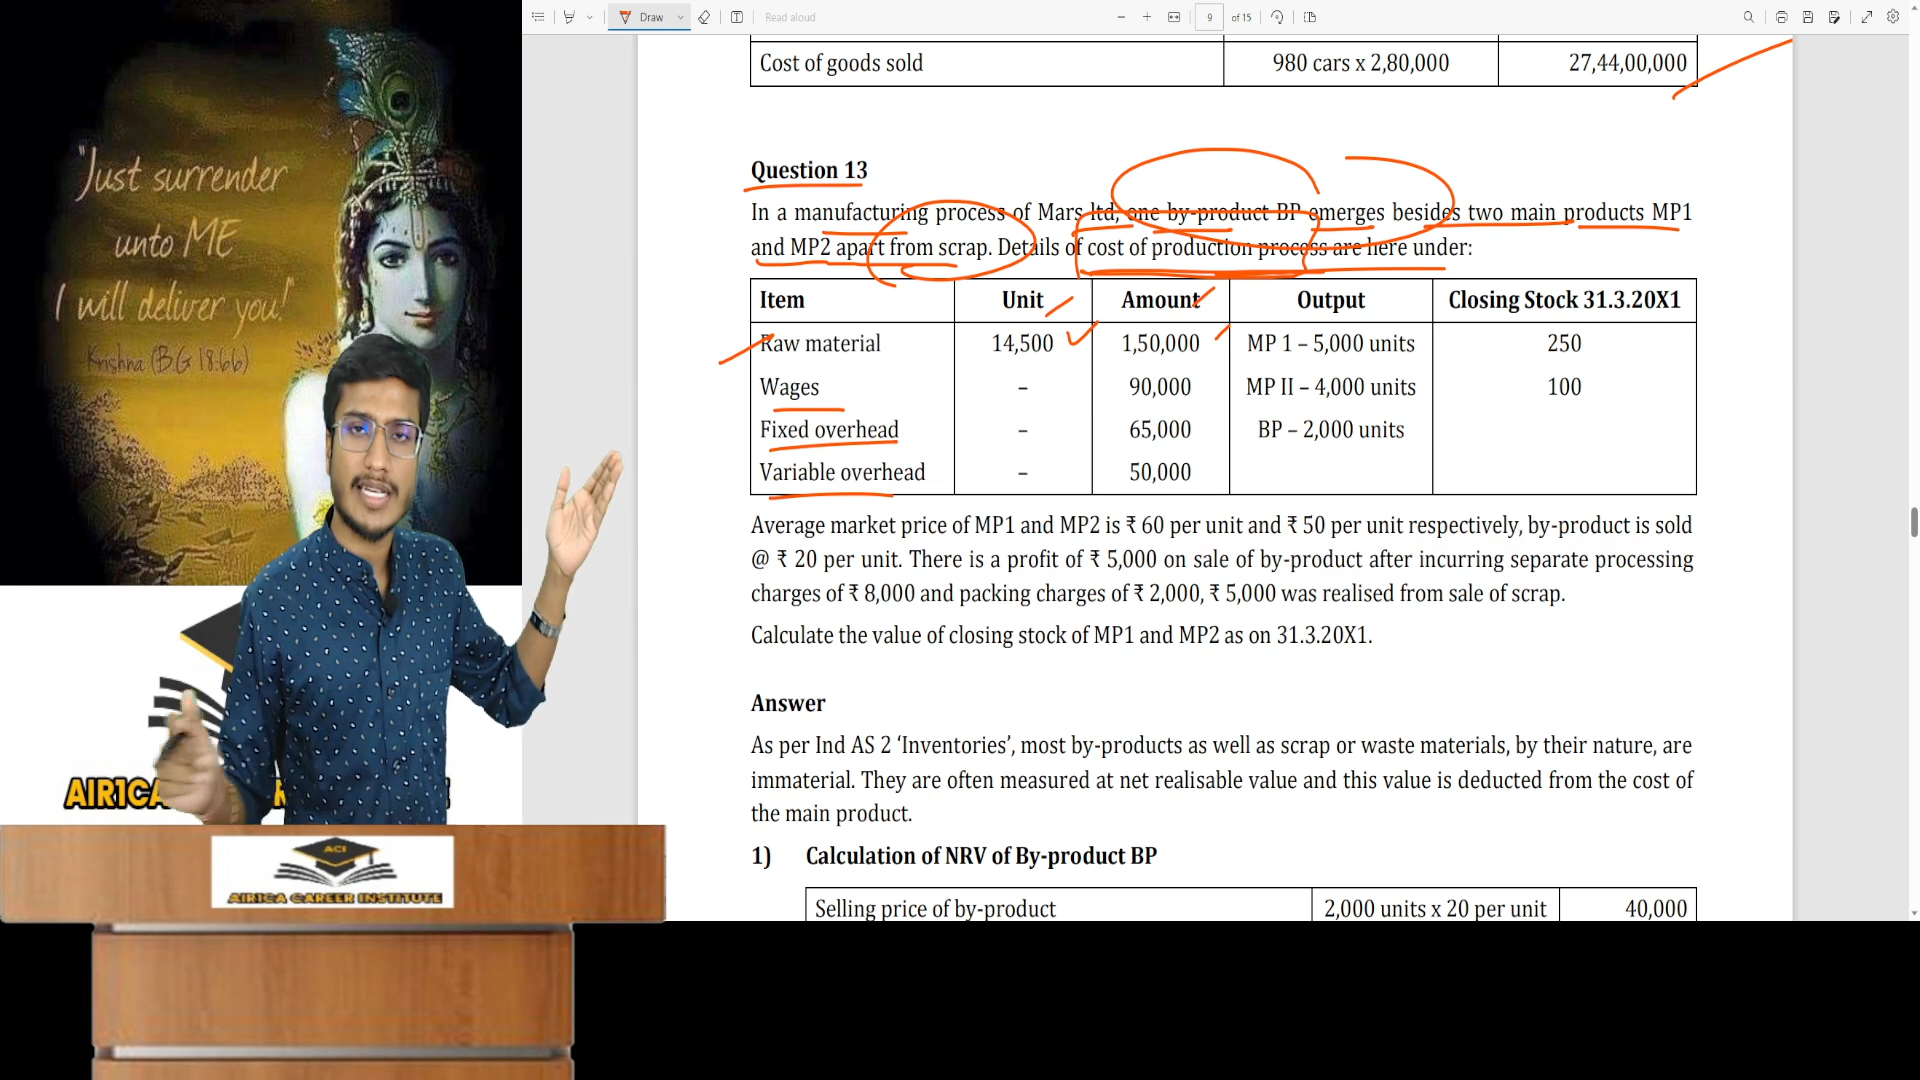 "Just surrender
unto ME
I will deliver you!"
- Krishna (B.G 18.66)
AIR1CA
ACI
AIR1CA CAREER INSTITUTE
Draw
Read aloud
9 of 15
Cost of goods sold 980 cars x 2,80,000 27,44,00,000
Question 13
In a manufacturing process of Mars ltd, one by-product BP emerges besides two main products MP1
and MP2 apart from scrap. Details of cost of production process are here under:
Item Unit Amount Output Closing Stock 31.3.20X1
Raw material 14,500 1,50,000 MP 1 – 5,000 units 250
Wages – 90,000 MP II – 4,000 units 100
Fixed overhead – 65,000 BP – 2,000 units
Variable overhead – 50,000
Average market price of MP1 and MP2 is ₹ 60 per unit and ₹ 50 per unit respectively, by-product is sold
@ ₹ 20 per unit. There is a profit of ₹ 5,000 on sale of by-product after incurring separate processing
charges of ₹ 8,000 and packing charges of ₹ 2,000, ₹ 5,000 was realised from sale of scrap.
Calculate the value of closing stock of MP1 and MP2 as on 31.3.20X1.
Answer
As per Ind AS 2 ‘Inventories’, most by-products as well as scrap or waste materials, by their nature, are
immaterial. They are often measured at net realisable value and this value is deducted from the cost of
the main product.
1) Calculation of NRV of By-product BP
Selling price of by-product 2,000 units x 20 per unit 40,000